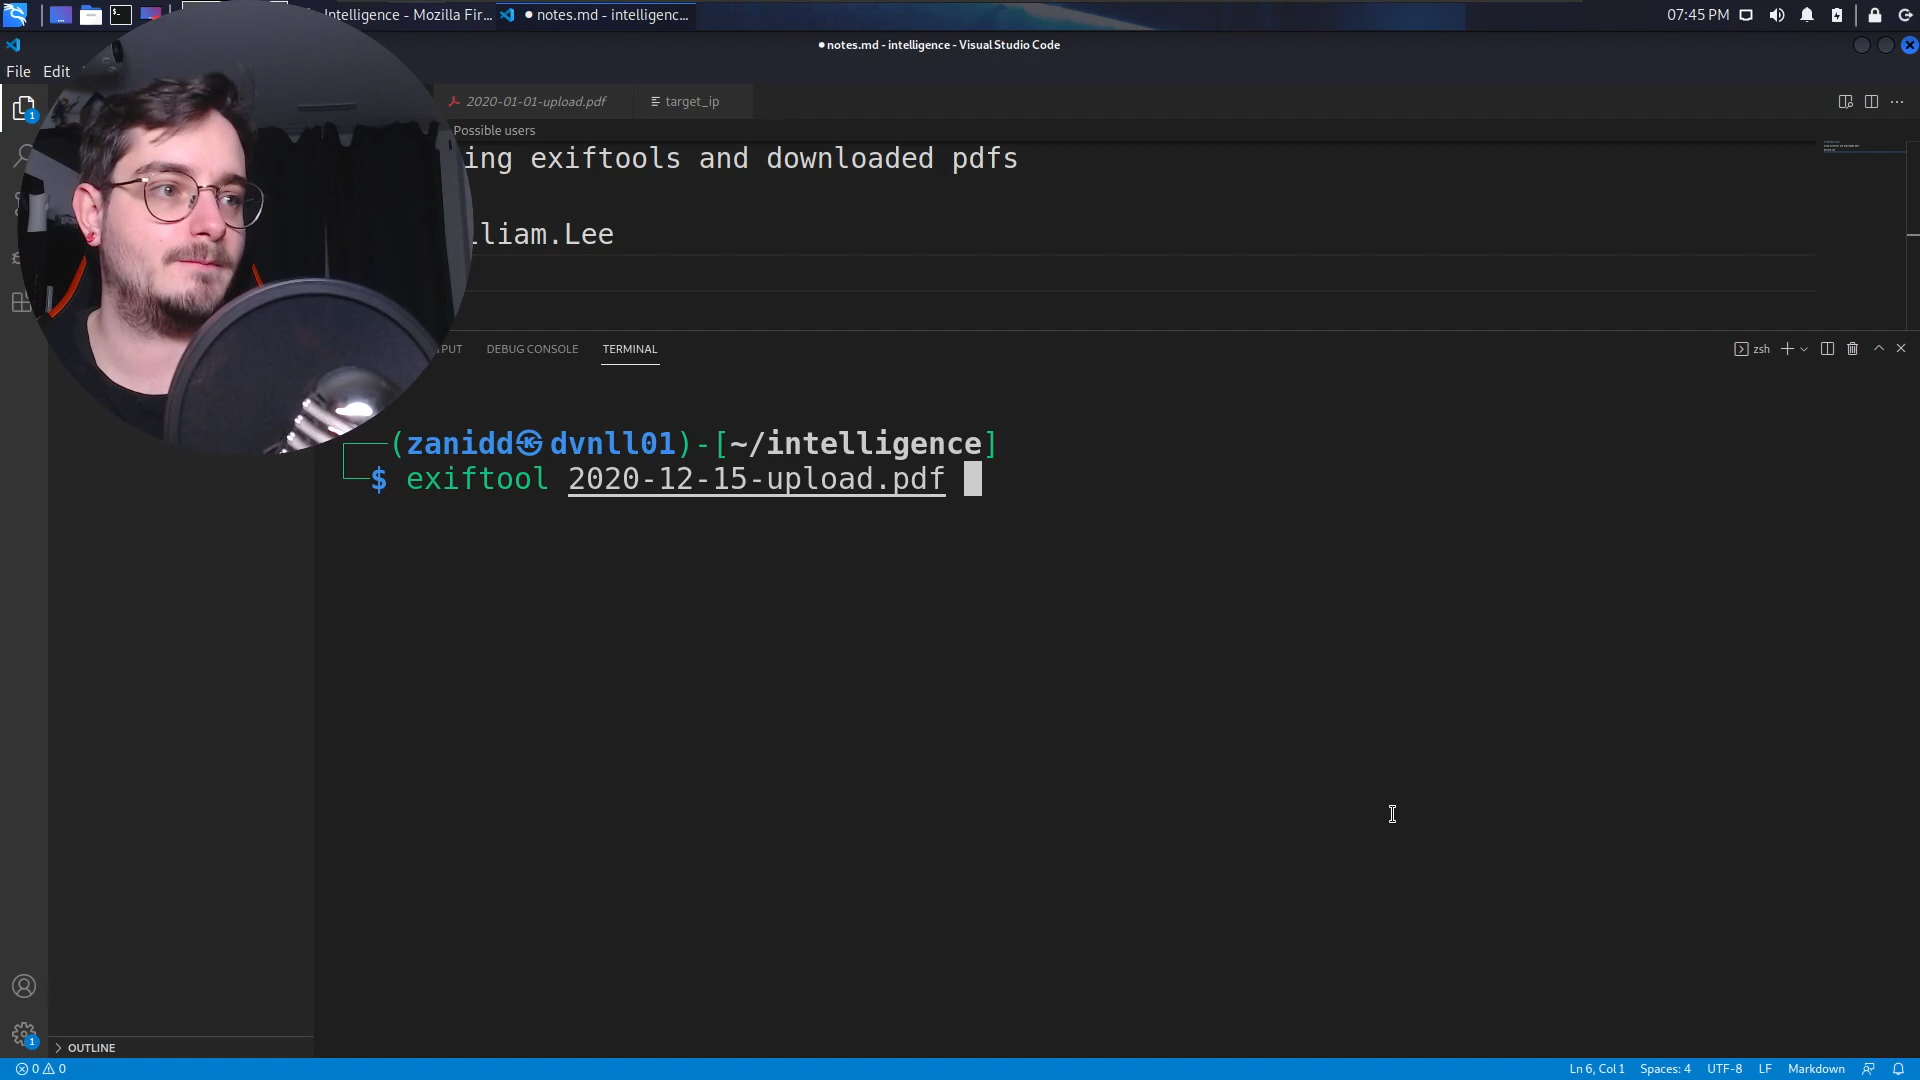 Intelligence - Mozilla Fir...
notes.md - intelligenc...
07:45 PM
notes.md - intelligence - Visual Studio Code
File Edit
2020-01-01-upload.pdf
target_ip
1
Possible users
ing exiftools and downloaded pdfs
liam.Lee
PUT
DEBUG CONSOLE
TERMINAL
zsh
(zanidd㉿dvnll01)-[~/intelligence]
$ exiftool 2020-12-15-upload.pdf
1
OUTLINE
0 0
Ln 6, Col 1
Spaces: 4
UTF-8
LF
Markdown